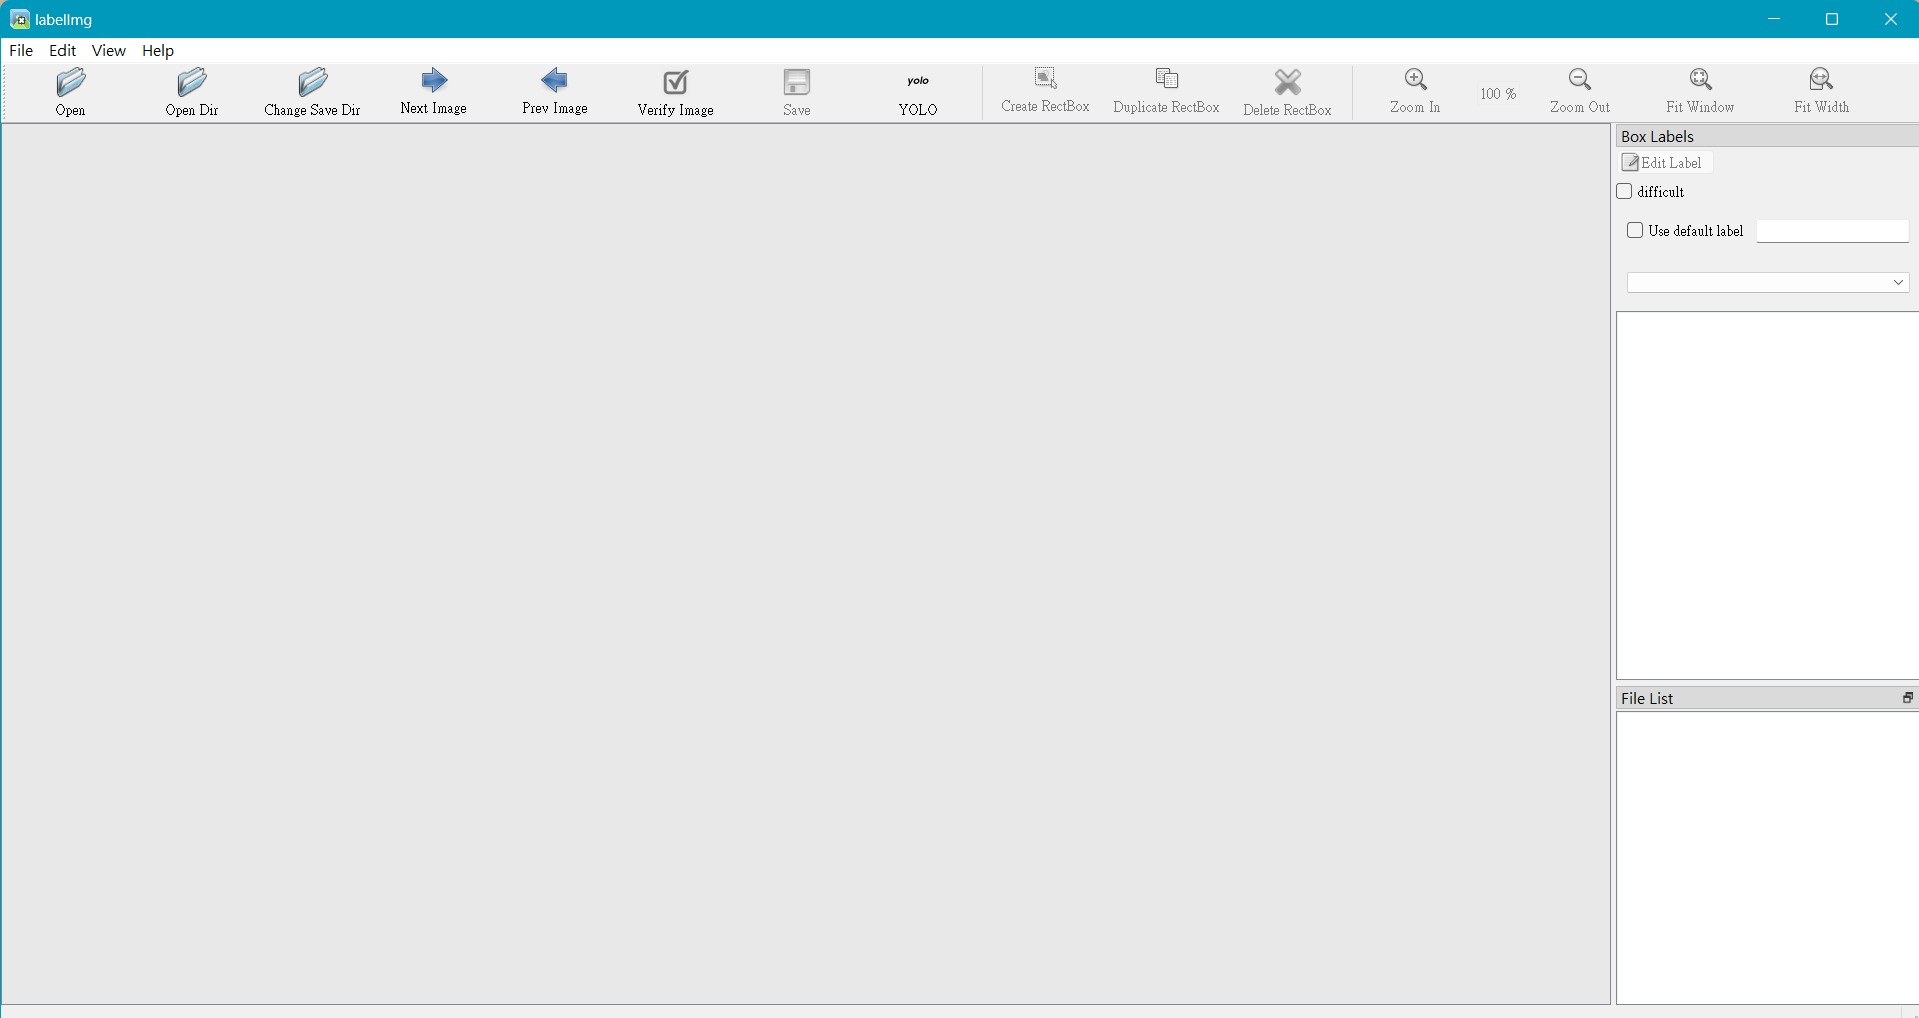 labelImg
File Edit View Help
Open Open Dir Change Save Dir Next Image Prev Image Verify Image Save yolo YOLO Create RectBox Duplicate RectBox Delete RectBox Zoom In 100 % Zoom Out Fit Window Fit Width
Box Labels
Edit Label
difficult
Use default label
File List